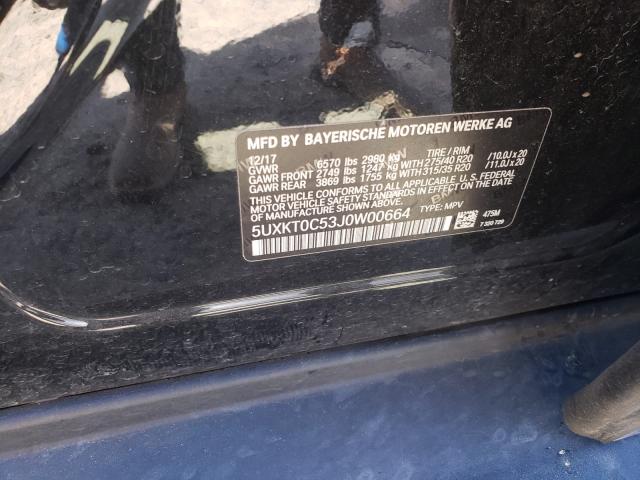 MFD BY BAYERISCHE MOTOREN WERKE AG
12/17 TIRE / RIM
GVWR 6570 lbs 2980 kg
GAWR FRONT 2749 lbs 1247 kg WITH 275/40 R20 /10.0J x 20
GAWR REAR 3869 lbs 1755 kg WITH 315/35 R20 /11.0J x 20
THIS VEHICLE CONFORMS TO ALL APPLICABLE U.S. FEDERAL
MOTOR VEHICLE SAFETY STANDARDS IN EFFECT ON THE
DATE OF MANUFACTURE SHOWN ABOVE.
5UXKT0C53J0W00664 TYPE: MPV
475M